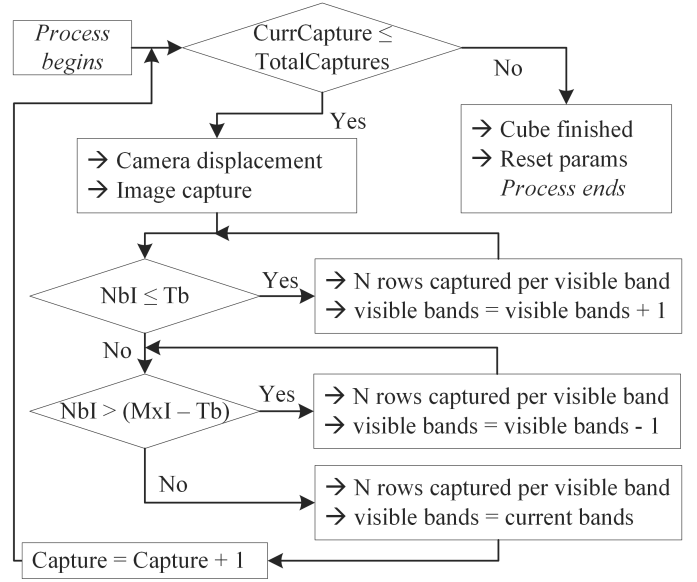 Process
begins
CurrCapture ≤
TotalCaptures
No
Yes
→ Cube finished
→ Reset params
Process ends
→ Camera displacement
→ Image capture
NbI ≤ Tb
Yes
→ N rows captured per visible band
→ visible bands = visible bands + 1
No
NbI > (MxI – Tb)
Yes
→ N rows captured per visible band
→ visible bands = visible bands - 1
No
→ N rows captured per visible band
→ visible bands = current bands
Capture = Capture + 1